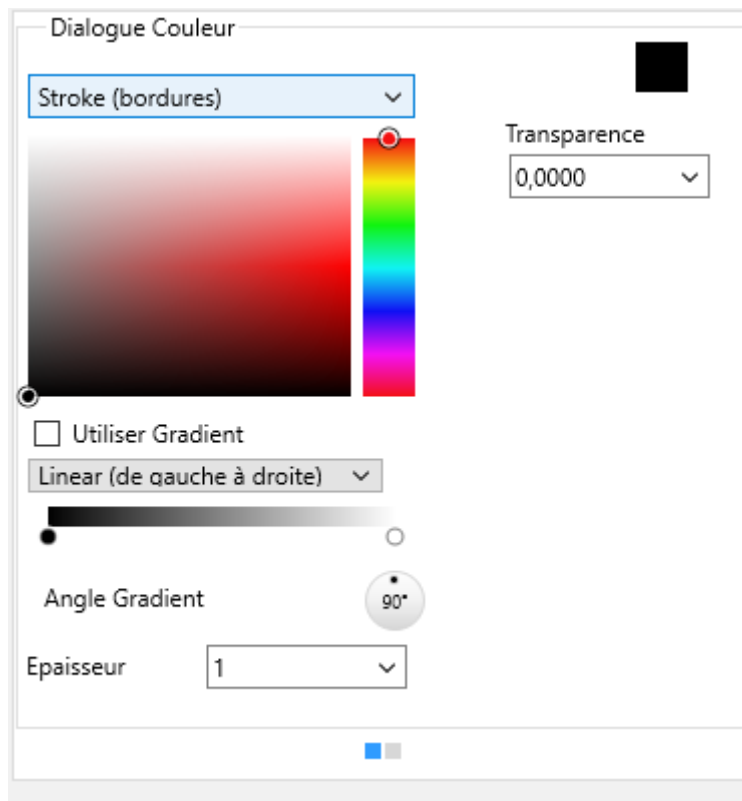 Dialogue Couleur
Stroke (bordures)
Transparence
0,0000
Utiliser Gradient
Linear (de gauche à droite)
Angle Gradient
90°
Epaisseur
1